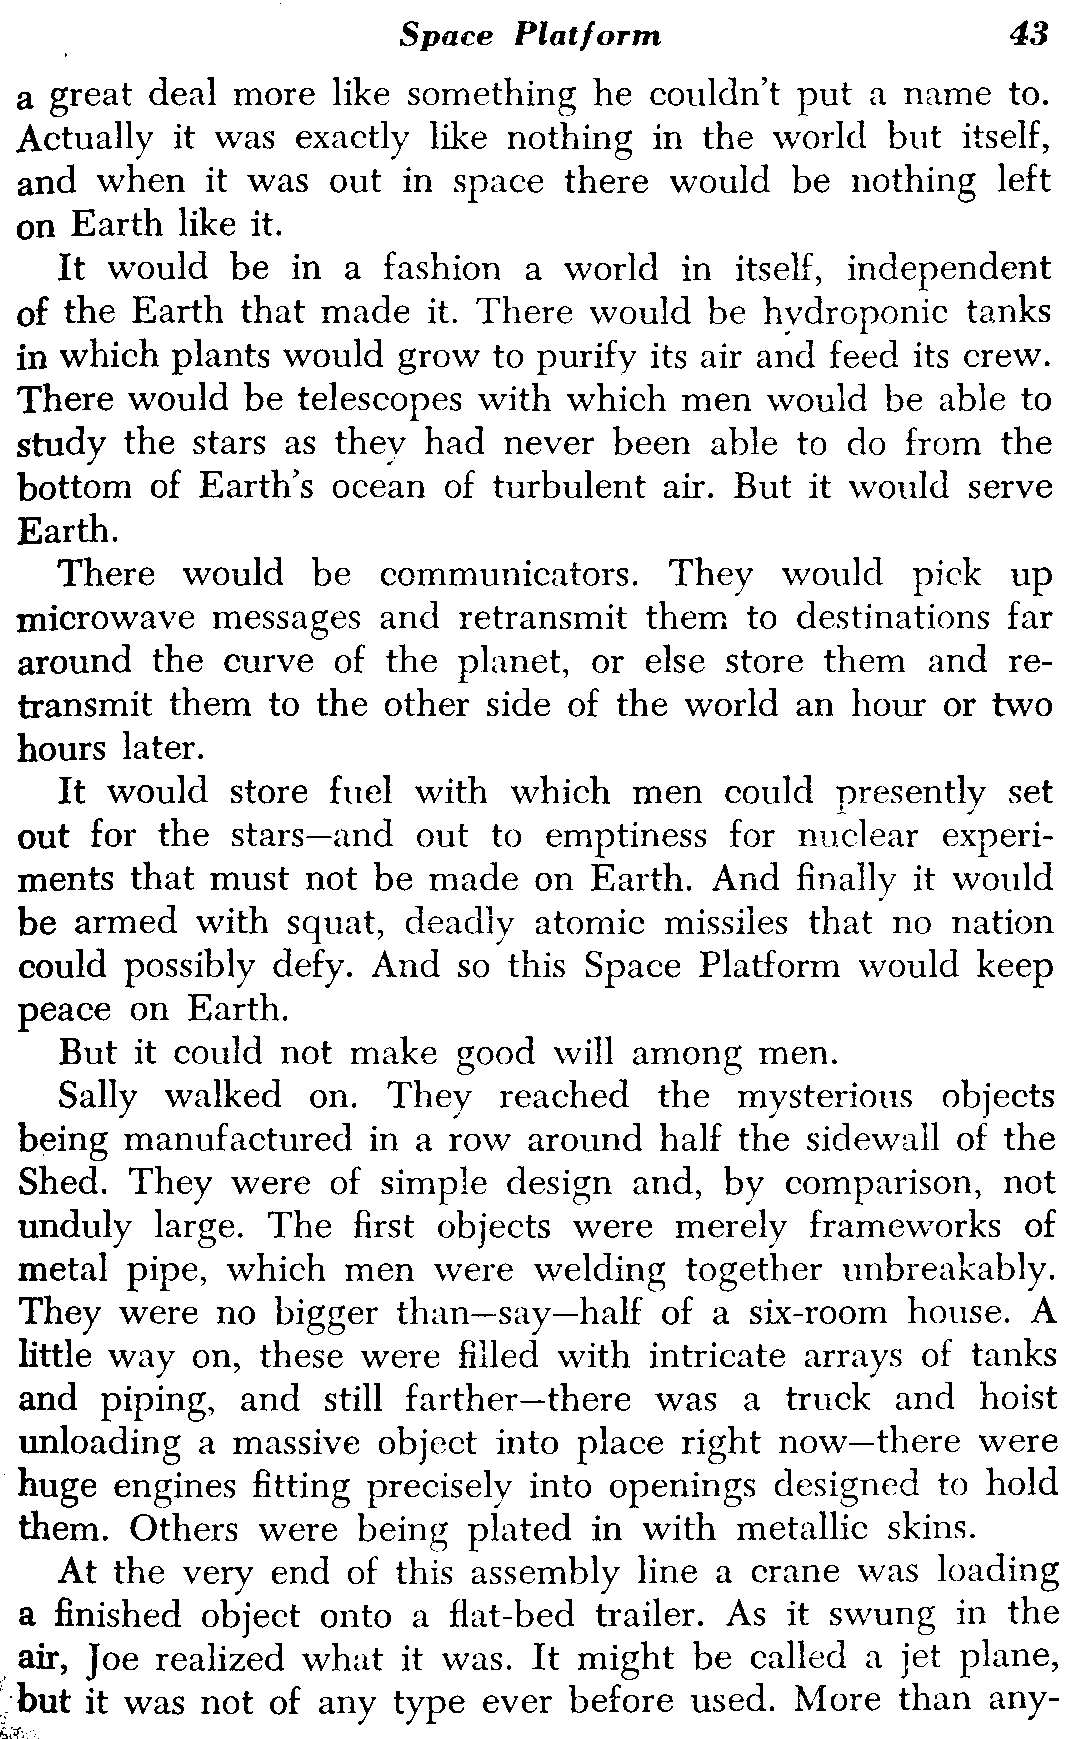 Space Platform 43
a great deal more like something he couldn't put a name to.
Actually it was exactly like nothing in the world but itself,
and when it was out in space there would be nothing left
on Earth like it.
It would be in a fashion a world in itself, independent
of the Earth that made it. There would be hydroponic tanks
in which plants would grow to purify its air and feed its crew.
There would be telescopes with which men would be able to
study the stars as they had never been able to do from the
bottom of Earth's ocean of turbulent air. But it would serve
Earth.
There would be communicators. They would pick up
microwave messages and retransmit them to destinations far
around the curve of the planet, or else store them and re-
transmit them to the other side of the world an hour or two
hours later.
It would store fuel with which men could presently set
out for the stars—and out to emptiness for nuclear experi-
ments that must not be made on Earth. And finally it would
be armed with squat, deadly atomic missiles that no nation
could possibly defy. And so this Space Platform would keep
peace on Earth.
But it could not make good will among men.
Sally walked on. They reached the mysterious objects
being manufactured in a row around half the sidewall of the
Shed. They were of simple design and, by comparison, not
unduly large. The first objects were merely frameworks of
metal pipe, which men were welding together unbreakably.
They were no bigger than—say—half of a six-room house. A
little way on, these were filled with intricate arrays of tanks
and piping, and still farther—there was a truck and hoist
unloading a massive object into place right now—there were
huge engines fitting precisely into openings designed to hold
them. Others were being plated in with metallic skins.
At the very end of this assembly line a crane was loading
a finished object onto a flat-bed trailer. As it swung in the
air, Joe realized what it was. It might be called a jet plane,
but it was not of any type ever before used. More than any-